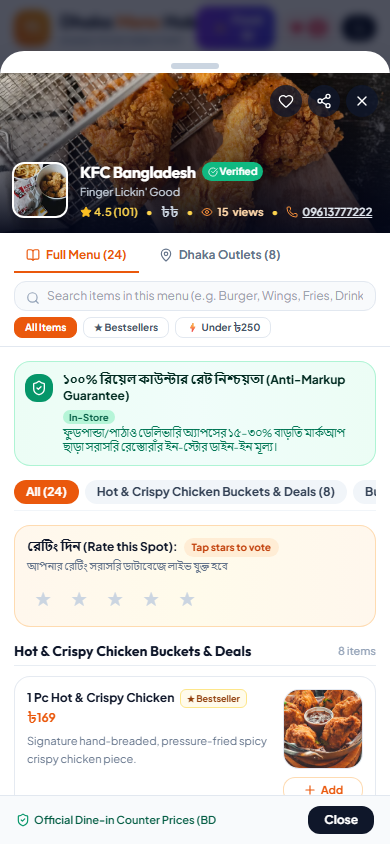 KFC Bangladesh
Verified
Finger Lickin' Good
4.5 (101) • ৳৳ • 15 views • 09613777222
Full Menu (24)
Dhaka Outlets (8)
Search items in this menu (e.g. Burger, Wings, Fries, Drink
All Items
★ Bestsellers
Under ৳250
১০০% রিয়েল কাউন্টার রেট নিশ্চয়তা (Anti-Markup
Guarantee)
In-Store
ফুডপান্ডা/পাঠাও ডেলিভারি অ্যাপসের ১৫-৩০% বাড়তি মার্কআপ
ছাড়া সরাসরি রেস্তোরাঁর ইন-স্টোর ডাইন-ইন মূল্য।
All (24)
Hot & Crispy Chicken Buckets & Deals (8)
রেটিং দিন (Rate this Spot):
Tap stars to vote
আপনার রেটিং সরাসরি ডাটাবেজে লাইভ যুক্ত হবে
Hot & Crispy Chicken Buckets & Deals
8 items
1 Pc Hot & Crispy Chicken
★ Bestseller
৳169
Signature hand-breaded, pressure-fried spicy
crispy chicken piece.
+ Add
Official Dine-in Counter Prices (BD
Close